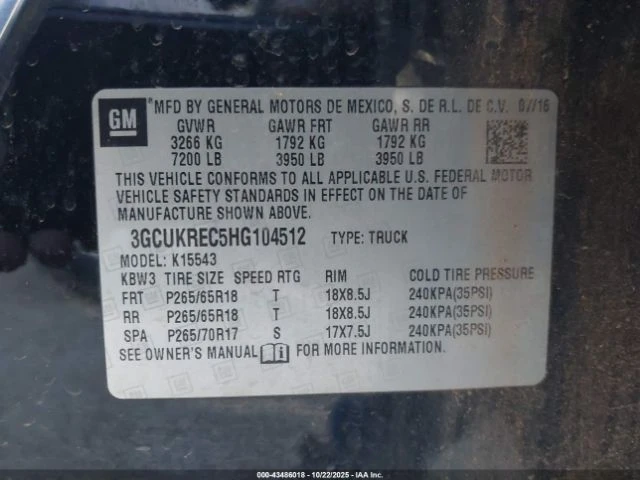 GM
®MFD BY GENERAL MOTORS DE MEXICO, S. DE R.L. DE C.V. 07/16
GVWR GAWR FRT GAWR RR
3266 KG 1792 KG 1792 KG
7200 LB 3950 LB 3950 LB
THIS VEHICLE CONFORMS TO ALL APPLICABLE U.S. FEDERAL MOTOR
VEHICLE SAFETY STANDARDS IN EFFECT ON THE DATE OF
MANUFACTURE SHOWN ABOVE.
3GCUKREC5HG104512 TYPE: TRUCK
MODEL: K15543
KBW3 TIRE SIZE SPEED RTG RIM COLD TIRE PRESSURE
FRT P265/65R18 T 18X8.5J 240KPA(35PSI)
RR P265/65R18 T 18X8.5J 240KPA(35PSI)
SPA P265/70R17 S 17X7.5J 240KPA(35PSI)
SEE OWNER'S MANUAL FOR MORE INFORMATION.
000-43486018 - 10/22/2025 - IAAI: Site